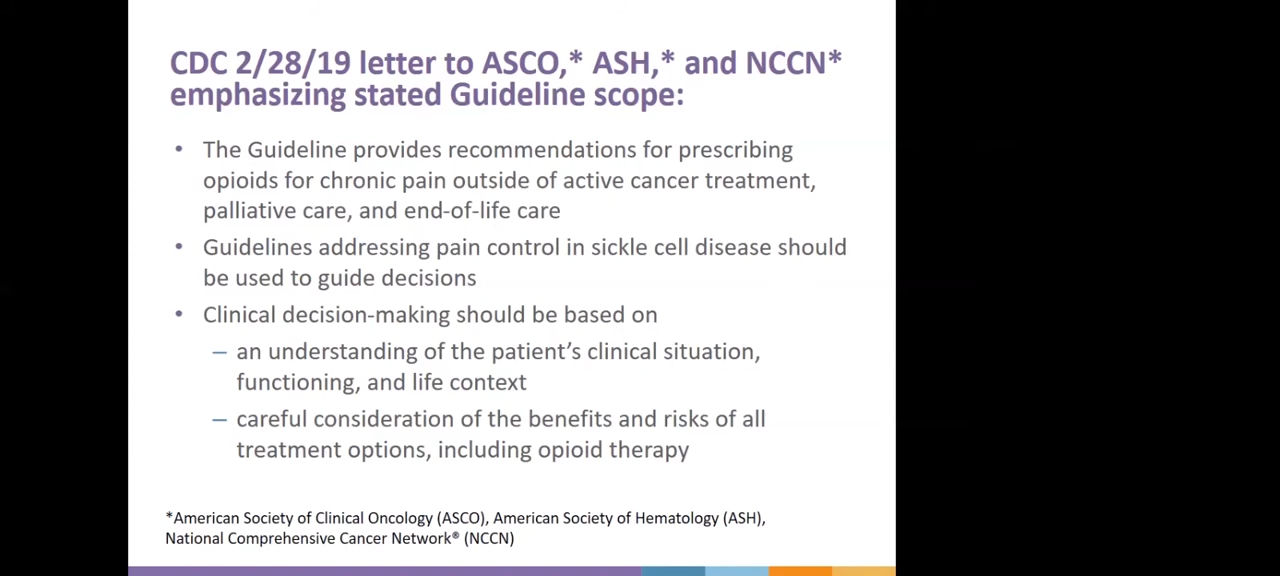 CDC 2/28/19 letter to ASCO,* ASH,* and NCCN*
emphasizing stated Guideline scope:
• The Guideline provides recommendations for prescribing
opioids for chronic pain outside of active cancer treatment,
palliative care, and end-of-life care
• Guidelines addressing pain control in sickle cell disease should
be used to guide decisions
• Clinical decision-making should be based on
– an understanding of the patient's clinical situation,
functioning, and life context
– careful consideration of the benefits and risks of all
treatment options, including opioid therapy
*American Society of Clinical Oncology (ASCO), American Society of Hematology (ASH),
National Comprehensive Cancer Network® (NCCN)